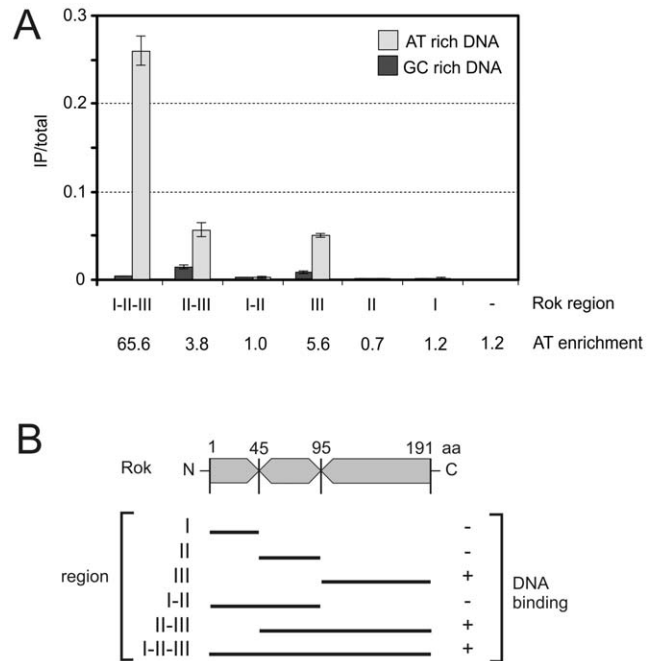 A
0.3
AT rich DNA
GC rich DNA
0.2
IP/total
0.1
0
I-II-III II-III I-II III II I - Rok region
65.6 3.8 1.0 5.6 0.7 1.2 1.2 AT enrichment
B
1 45 95 191 aa
Rok N C
I -
II -
region III + DNA binding
I-II -
II-III +
I-II-III +